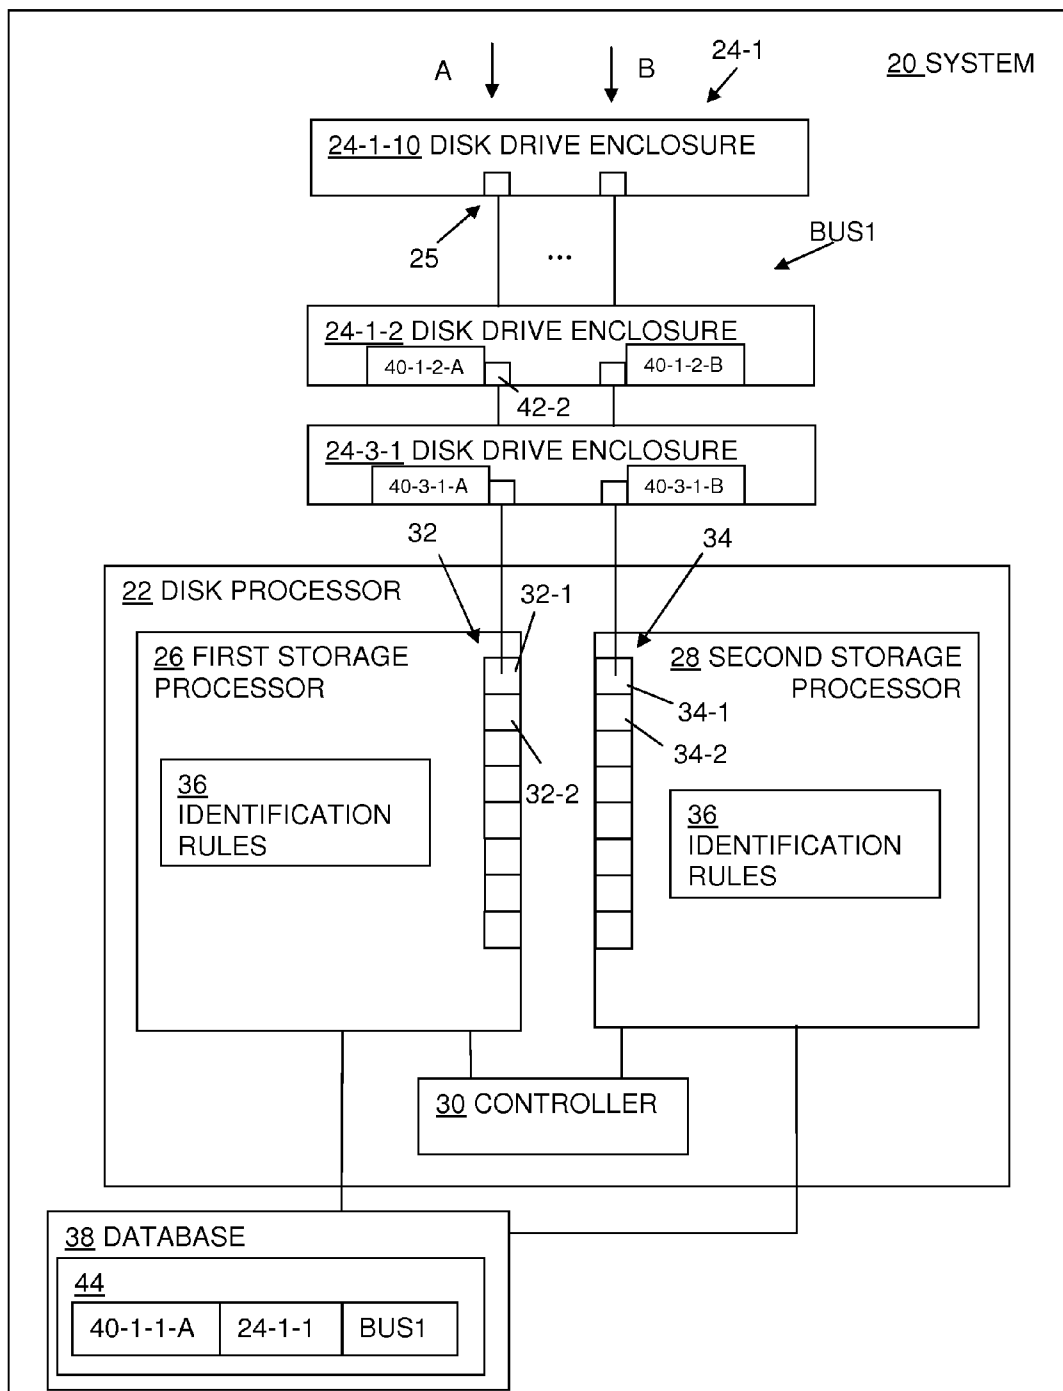 A
B
24-1
20 SYSTEM
24-1-10 DISK DRIVE ENCLOSURE
25
...
BUS1
24-1-2 DISK DRIVE ENCLOSURE
40-1-2-A
40-1-2-B
42-2
24-3-1 DISK DRIVE ENCLOSURE
40-3-1-A
40-3-1-B
32
34
22 DISK PROCESSOR
32-1
26 FIRST STORAGE
PROCESSOR
28 SECOND STORAGE
PROCESSOR
34-1
34-2
32-2
36
IDENTIFICATION
RULES
36
IDENTIFICATION
RULES
30 CONTROLLER
38 DATABASE
44
40-1-1-A 24-1-1 BUS1